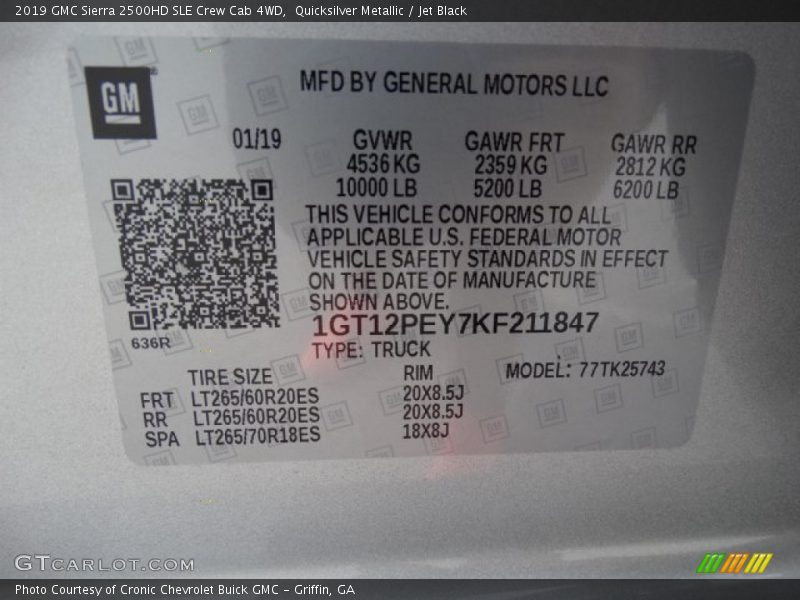 2019 GMC Sierra 2500HD SLE Crew Cab 4WD,  Quicksilver Metallic / Jet Black
GM
MFD BY GENERAL MOTORS LLC
01/19 GVWR GAWR FRT GAWR RR
4536 KG 2359 KG 2812 KG
10000 LB 5200 LB 6200 LB
THIS VEHICLE CONFORMS TO ALL
APPLICABLE U.S. FEDERAL MOTOR
VEHICLE SAFETY STANDARDS IN EFFECT
ON THE DATE OF MANUFACTURE
SHOWN ABOVE.
1GT12PEY7KF211847
636R
TYPE: TRUCK
TIRE SIZE RIM MODEL: 77TK25743
FRT LT265/60R20ES 20X8.5J
RR LT265/60R20ES 20X8.5J
SPA LT265/70R18ES 18X8J
GTCARLOT.COM
Photo Courtesy of Cronic Chevrolet Buick GMC – Griffin, GA